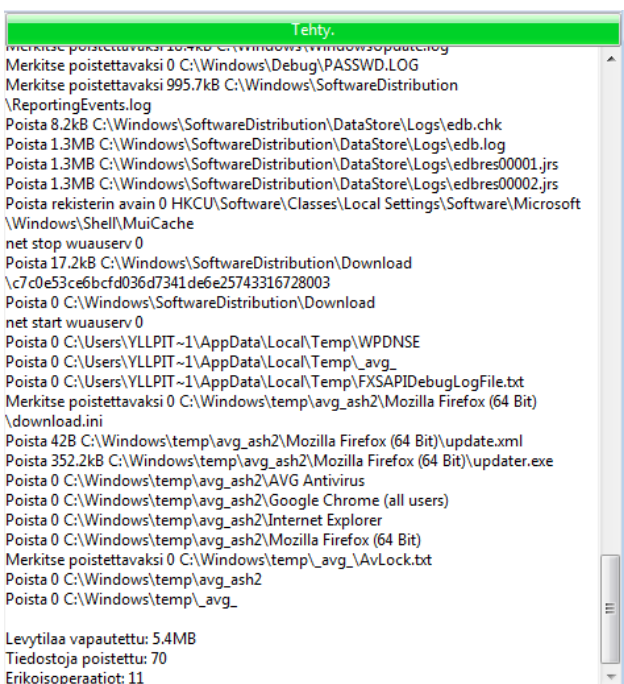 Tehty.
Merkitse poistettavaksi 18.4kB C:\Windows\WindowsUpdate.log
Merkitse poistettavaksi 0 C:\Windows\Debug\PASSWD.LOG
Merkitse poistettavaksi 995.7kB C:\Windows\SoftwareDistribution
\ReportingEvents.log
Poista 8.2kB C:\Windows\SoftwareDistribution\DataStore\Logs\edb.chk
Poista 1.3MB C:\Windows\SoftwareDistribution\DataStore\Logs\edb.log
Poista 1.3MB C:\Windows\SoftwareDistribution\DataStore\Logs\edbres00001.jrs
Poista 1.3MB C:\Windows\SoftwareDistribution\DataStore\Logs\edbres00002.jrs
Poista rekisterin avain 0 HKCU\Software\Classes\Local Settings\Software\Microsoft
\Windows\Shell\MuiCache
net stop wuauserv 0
Poista 17.2kB C:\Windows\SoftwareDistribution\Download
\c7c0e53ce6bcfd036d7341de6e25743316728003
Poista 0 C:\Windows\SoftwareDistribution\Download
net start wuauserv 0
Poista 0 C:\Users\YLLPIT~1\AppData\Local\Temp\WPDNSE
Poista 0 C:\Users\YLLPIT~1\AppData\Local\Temp\_avg_
Poista 0 C:\Users\YLLPIT~1\AppData\Local\Temp\FXSAPIDebugLogFile.txt
Merkitse poistettavaksi 0 C:\Windows\temp\avg_ash2\Mozilla Firefox (64 Bit)
\download.ini
Poista 42B C:\Windows\temp\avg_ash2\Mozilla Firefox (64 Bit)\update.xml
Poista 352.2kB C:\Windows\temp\avg_ash2\Mozilla Firefox (64 Bit)\updater.exe
Poista 0 C:\Windows\temp\avg_ash2\AVG Antivirus
Poista 0 C:\Windows\temp\avg_ash2\Google Chrome (all users)
Poista 0 C:\Windows\temp\avg_ash2\Internet Explorer
Poista 0 C:\Windows\temp\avg_ash2\Mozilla Firefox (64 Bit)
Merkitse poistettavaksi 0 C:\Windows\temp\_avg_\AvLock.txt
Poista 0 C:\Windows\temp\avg_ash2
Poista 0 C:\Windows\temp\_avg_
Levytilaa vapautettu: 5.4MB
Tiedostoja poistettu: 70
Erikoisoperaatiot: 11